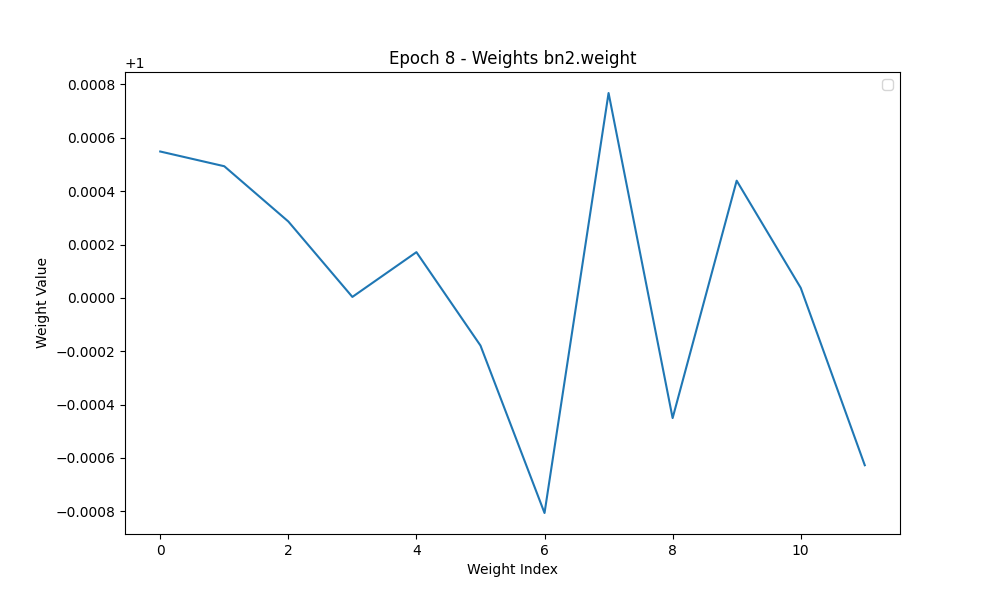 Epoch 8 - Weights bn2.weight
+1
0.0008
0.0006
0.0004
0.0002
0.0000
−0.0002
−0.0004
−0.0006
−0.0008
Weight Value
0 2 4 6 8 10
Weight Index